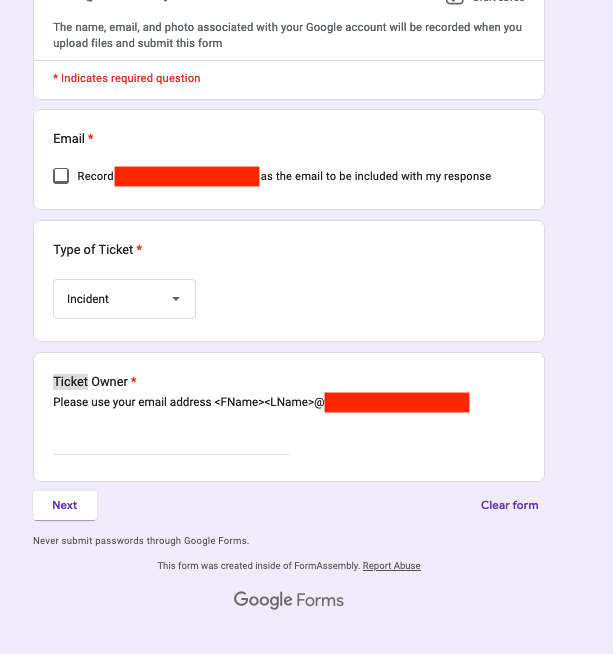 The name, email, and photo associated with your Google account will be recorded when you
upload files and submit this form
* Indicates required question
Email *
Record as the email to be included with my response
Type of Ticket *
Incident
Ticket Owner *
Please use your email address <FName><LName>@
Next
Clear form
Never submit passwords through Google Forms.
This form was created inside of FormAssembly. Report Abuse
Google Forms